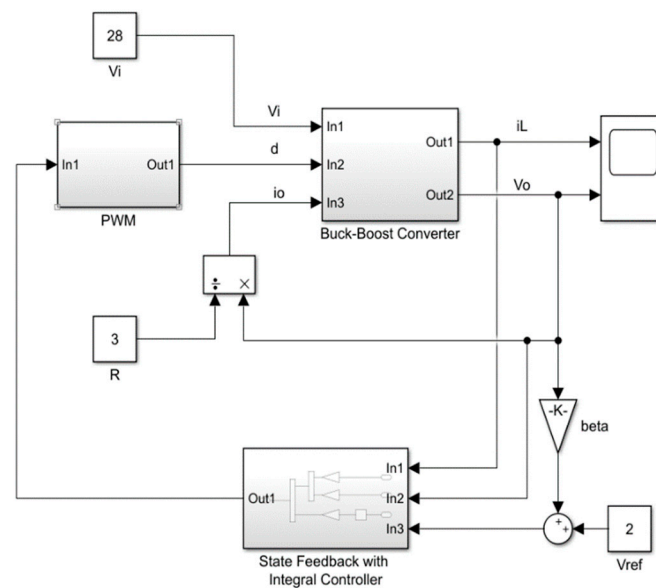 28
Vi
Vi
In1
Out1
iL
In1
Out1
d
In2
PWM
io
In3
Out2
Vo
Buck-Boost Converter
÷
×
3
R
-K-
beta
In1
Out1
In2
In3
State Feedback with
Integral Controller
+
+
2
Vref